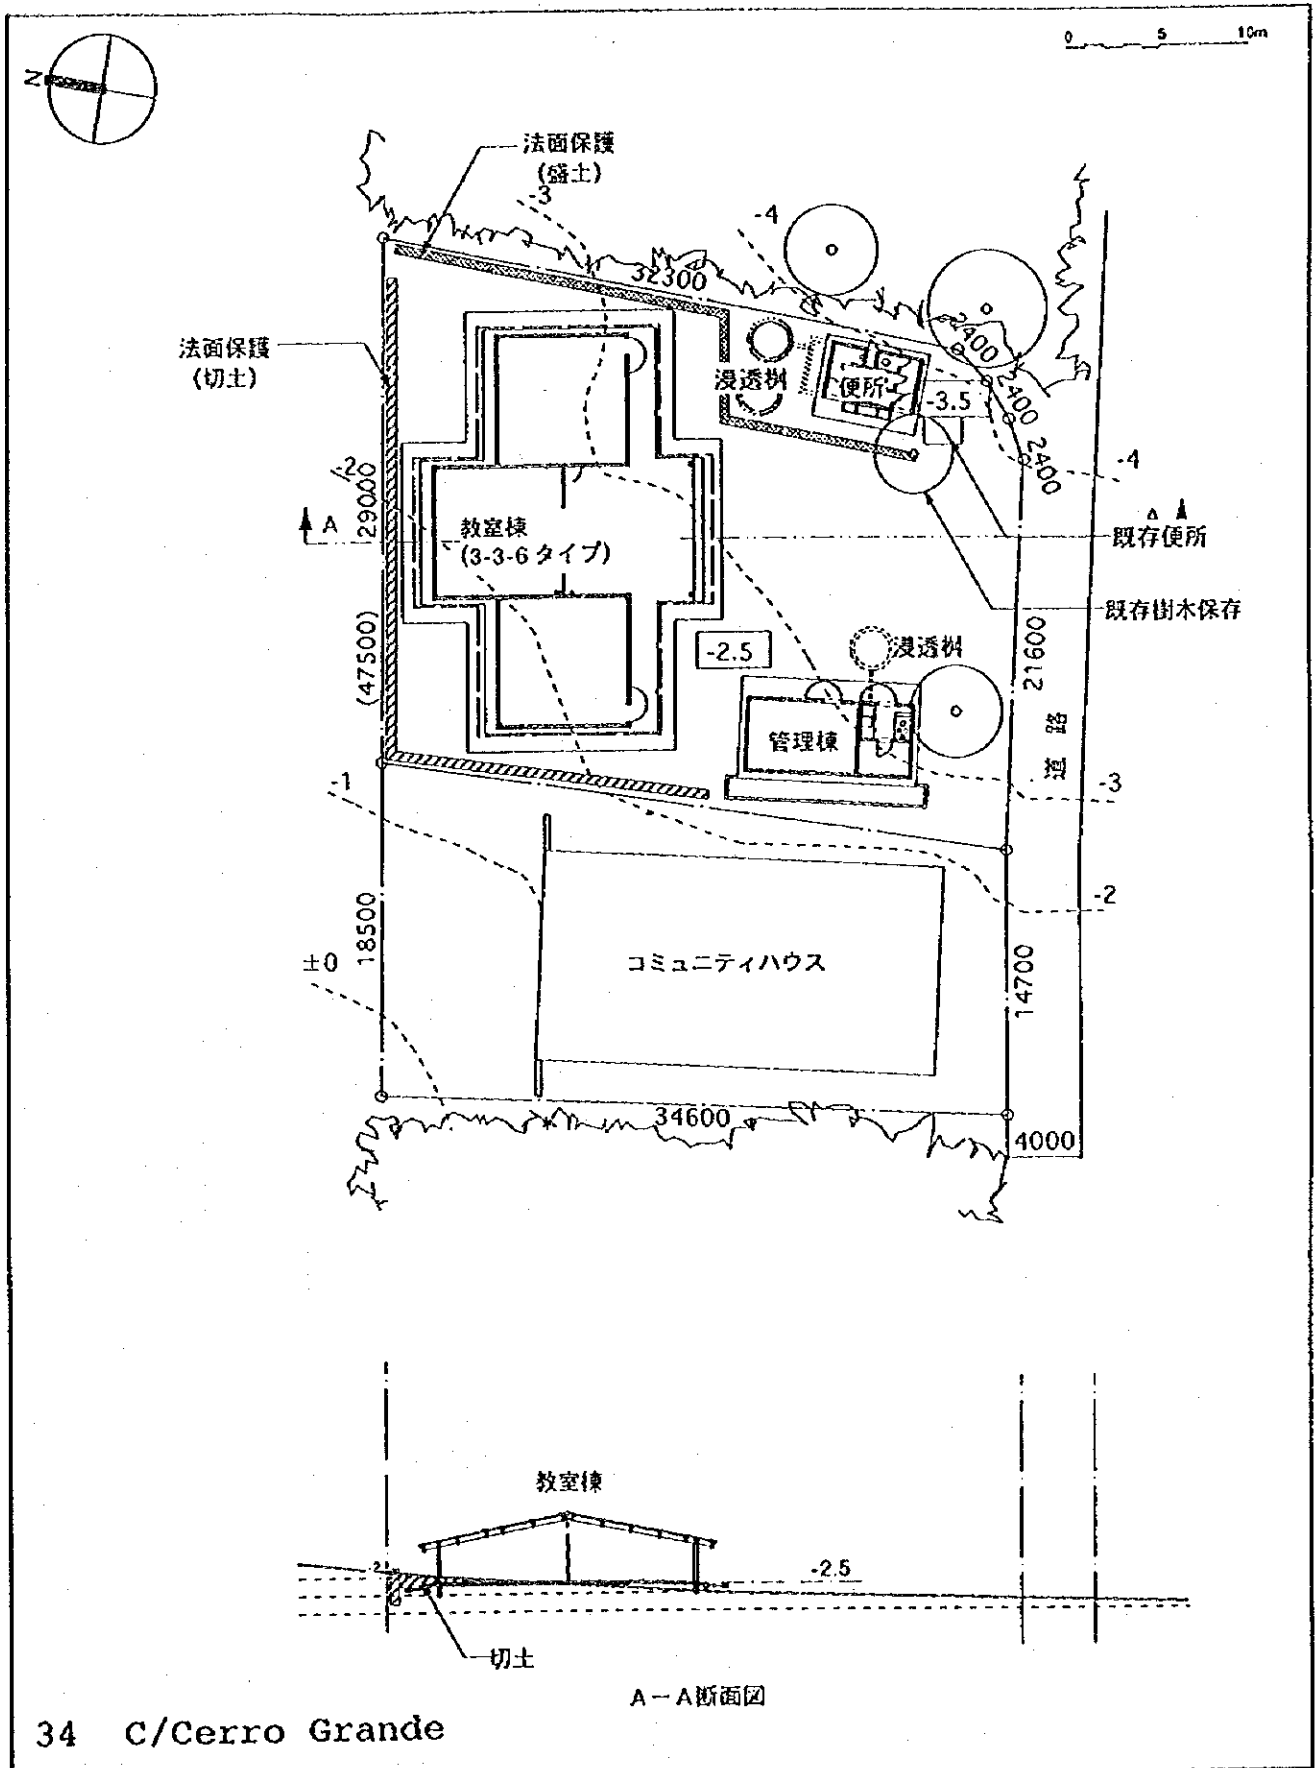 0 5 10m
N
法面保護
(盛土)
-3
-4
32300
2400
2400
2400
法面保護
(切土)
浸透桝
便所
-3.5
-4
-2
29000
A
教室棟
(3-3-6 タイプ)
既存便所
既存樹木保存
(47500)
-2.5
浸透桝
21600
管理棟
道路
-1
-3
-2
18500
±0
コミュニティハウス
14700
34600
4000
教室棟
-2
-2.5
切土
A-A断面図
34 C/Cerro Grande